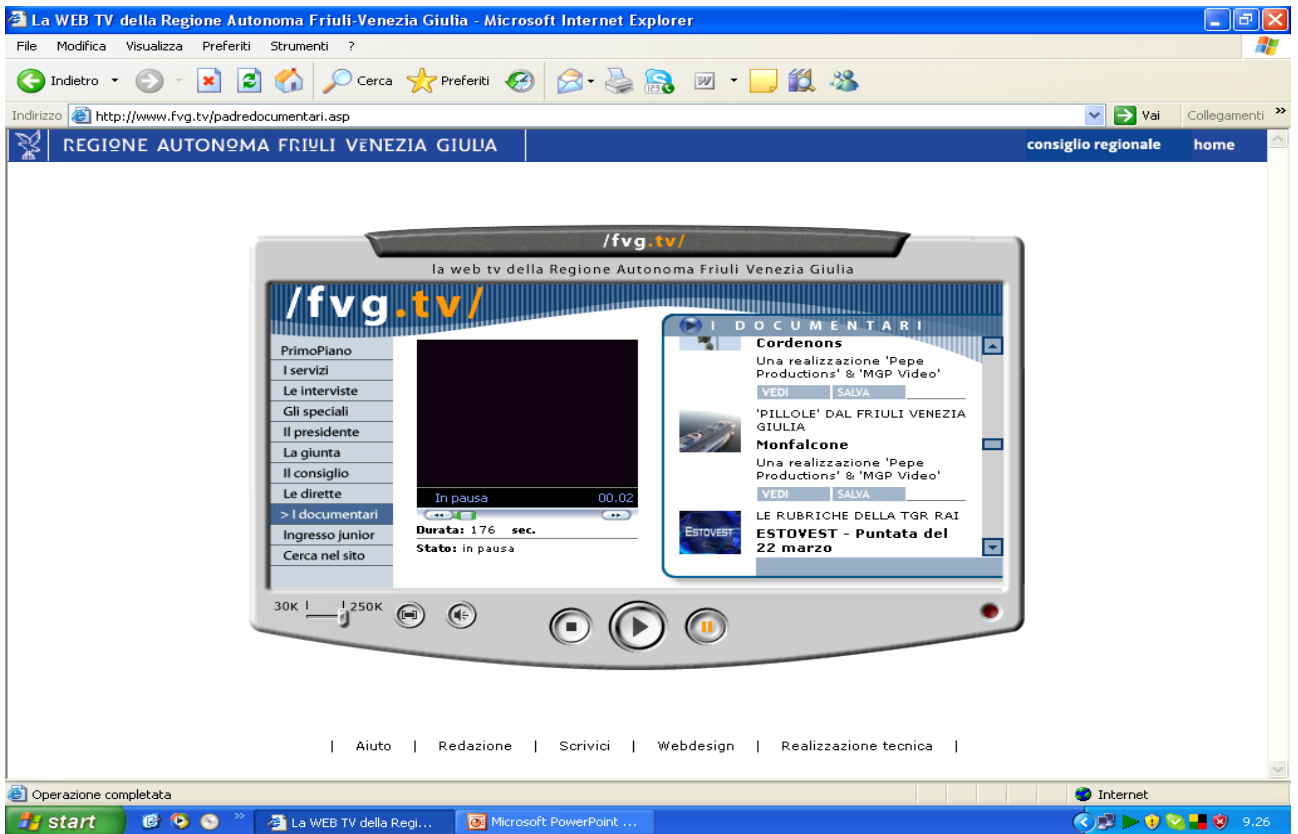 La WEB TV della Regione Autonoma Friuli-Venezia Giulia - Microsoft Internet Explorer
File Modifica Visualizza Preferiti Strumenti ?
Indietro Cerca Preferiti
Indirizzo http://www.fvg.tv/padredocumentari.asp Vai Collegamenti »
REGIONE AUTONOMA FRIULI VENEZIA GIULIA consiglio regionale home
/fvg.tv/
la web tv della Regione Autonoma Friuli Venezia Giulia
/fvg.tv/
PrimoPiano
I servizi
Le interviste
Gli speciali
Il presidente
La giunta
Il consiglio
Le dirette
> I documentari
Ingresso junior
Cerca nel sito
In pausa 00.02
Durata: 176 sec.
Stato: in pausa
I DOCUMENTARI
Cordenons
Una realizzazione 'Pepe
Productions' & 'MGP Video'
VEDI SALVA
'PILLOLE' DAL FRIULI VENEZIA
GIULIA
Monfalcone
Una realizzazione 'Pepe
Productions' & 'MGP Video'
VEDI SALVA
ESTOVEST
LE RUBRICHE DELLA TGR RAI
ESTOVEST - Puntata del
22 marzo
30K 250K
| Aiuto | Redazione | Scrivici | Webdesign | Realizzazione tecnica |
Operazione completata Internet
start » La WEB TV della Regi... Microsoft PowerPoint ... 9.26